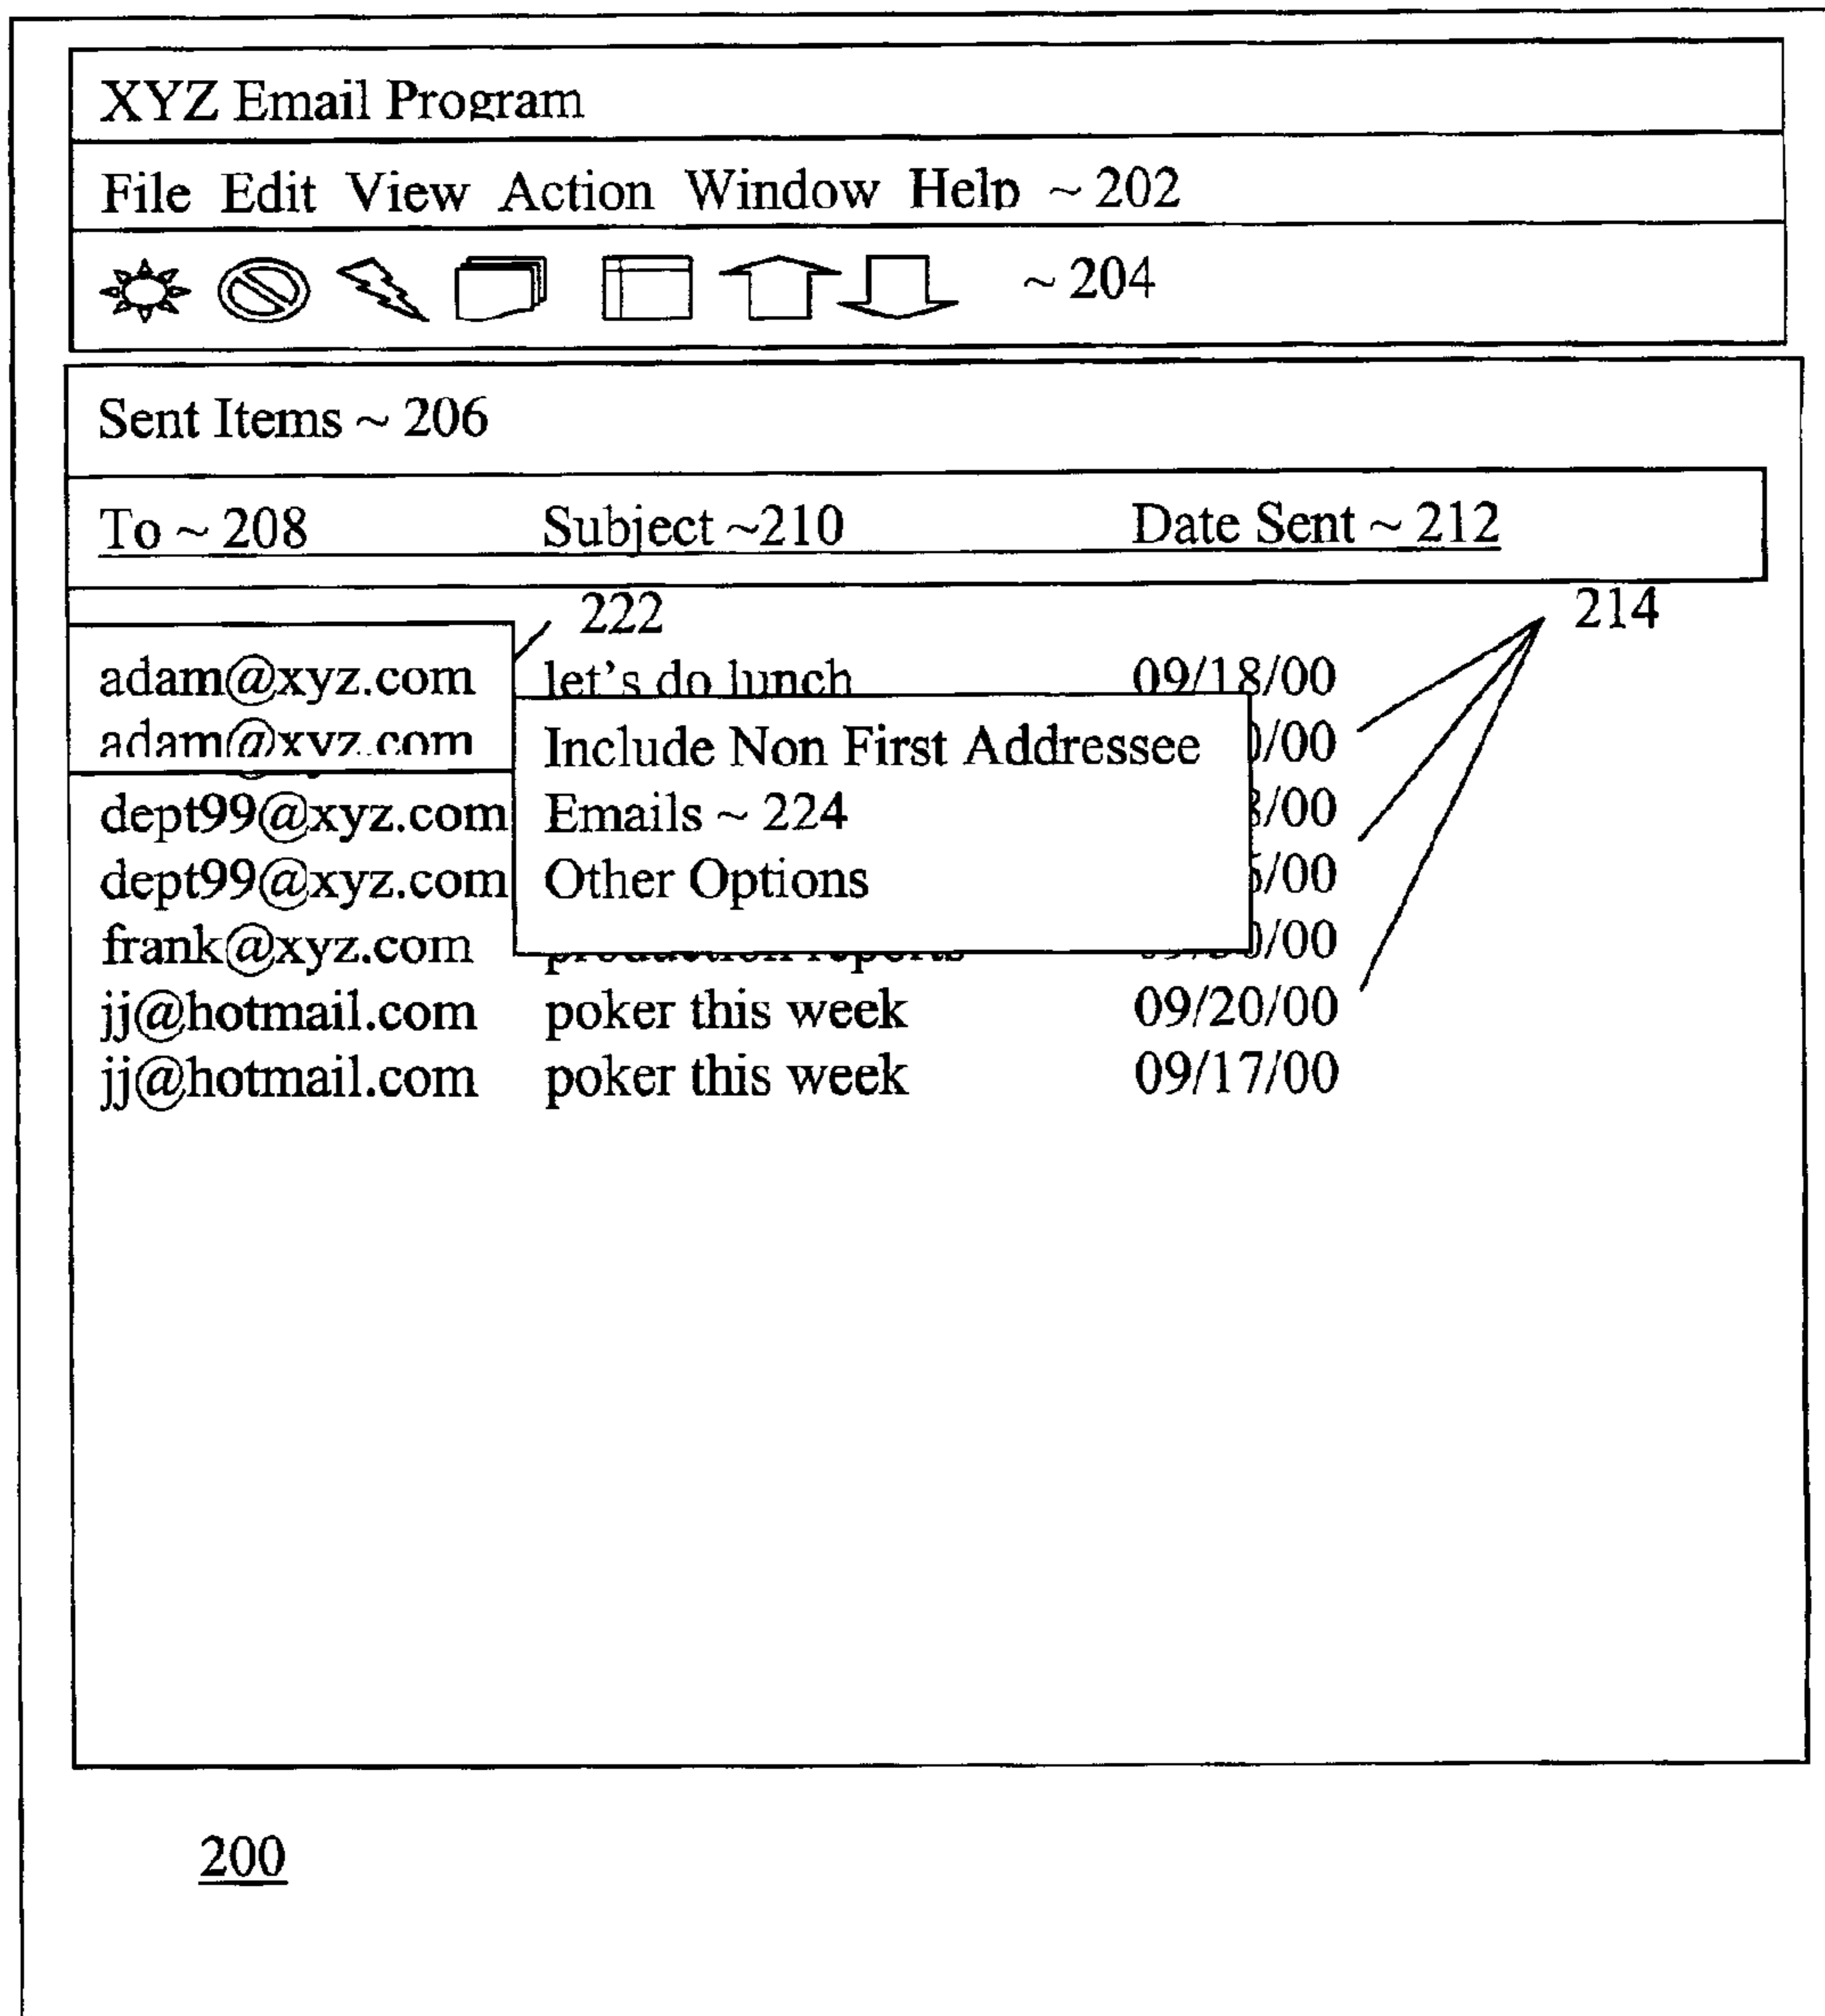 XYZ Email Program
File Edit View Action Window Help ~ 202
~ 204
Sent Items ~ 206
To ~ 208 Subject ~210 Date Sent ~ 212
222 214
adam@xyz.com let's do lunch 09/18/00
adam@xyz.com Include Non First Addressee /00
dept99@xyz.com Emails ~ 224 /00
dept99@xyz.com Other Options /00
frank@xyz.com production reports /00
jj@hotmail.com poker this week 09/20/00
jj@hotmail.com poker this week 09/17/00
200